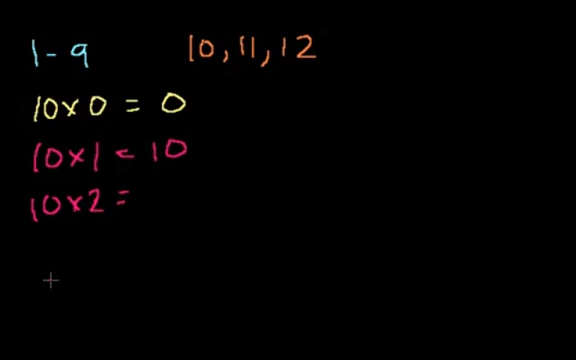 1-9 10, 11, 12
10×0 = 0
10×1 = 10
10×2 =